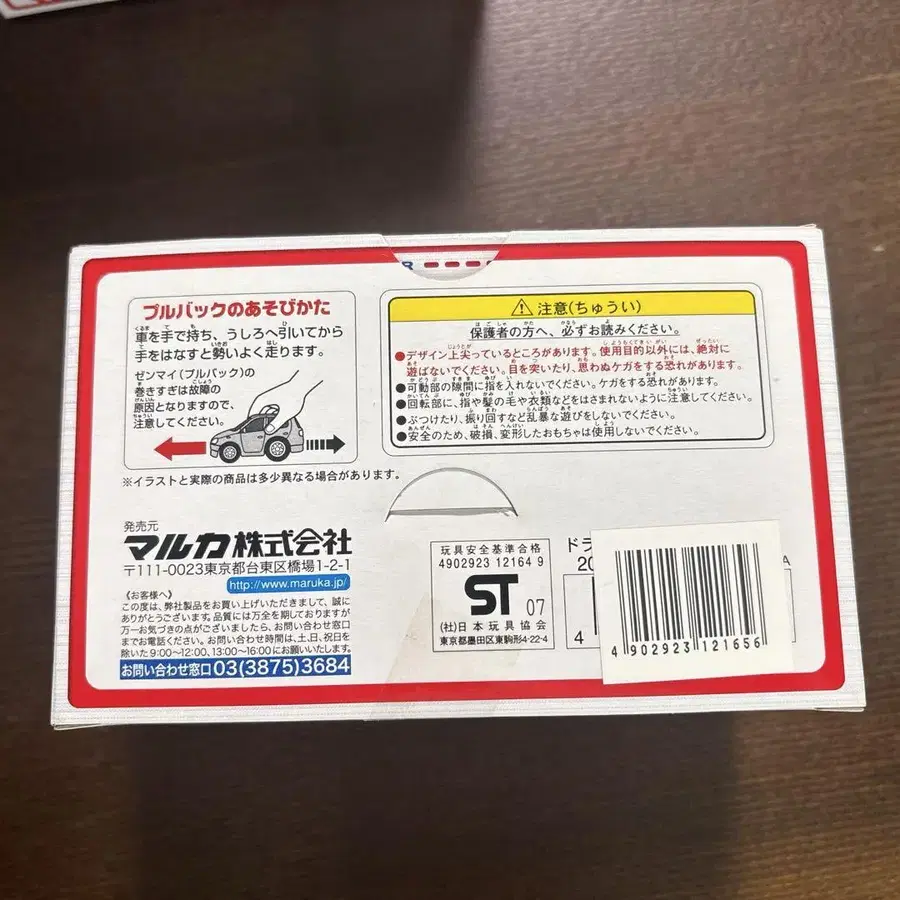 プルバックのあそびかた
車を手で持ち、うしろへ引いてから
手をはなすと勢いよく走ります。
ゼンマイ(プルバック)の
巻きすぎは故障の
原因となりますので、
注意してください。
※イラストと実際の商品は多少異なる場合があります。
⚠注意(ちゅうい)
保護者の方へ、必ずお読みください。
●デザイン上尖っているところがあります。使用目的以外には、絶対に
遊ばないでください。目を突いたり、思わぬケガをする恐れがあります。
●可動部の隙間に指を入れないでください。ケガをする恐れがあります。
●回転部に、指や髪の毛や衣類などをはさまれないように注意してください。
●ぶつけたり、振り回すなど乱暴な遊びをしないでください。
●安全のため、破損、変形したおもちゃは使用しないでください。
発売元
マルカ株式会社
〒111-0023東京都台東区橋場1-2-1
http://www.maruka.jp/
《お客様へ》
この度は、弊社製品をお買い上げいただきまして、誠に
ありがとうございます。品質には万全を期しておりますが
万一お気づきの点がございましたら、お問い合わせ窓口
までお電話ください。お問い合わせ時間は、土、日、祝日を
除いた9:00〜12:00、13:00〜16:00にお願いいたします。
お問い合わせ窓口03(3875)3684
玩具安全基準合格
4902923 12164 9
ST 07
(社)日本玩具協会
東京都墨田区東駒形4-22-4
ドラ
20
A
4
4 902923 121656